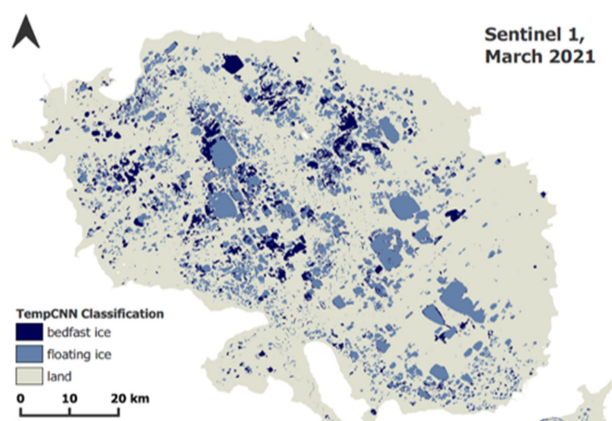 Sentinel 1,
March 2021
TempCNN Classification
bedfast ice
floating ice
land
0 10 20 km